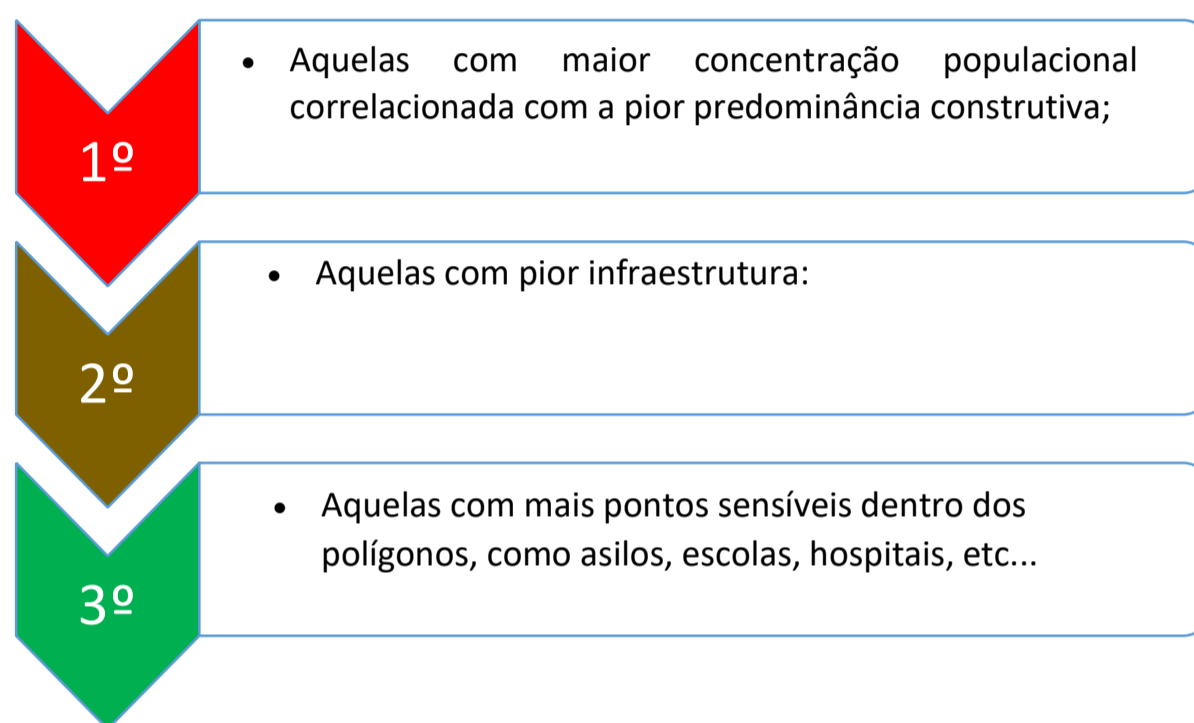 1º
• Aquelas com maior concentração populacional
correlacionada com a pior predominância construtiva;
2º
• Aquelas com pior infraestrutura:
3º
• Aquelas com mais pontos sensíveis dentro dos
polígonos, como asilos, escolas, hospitais, etc...